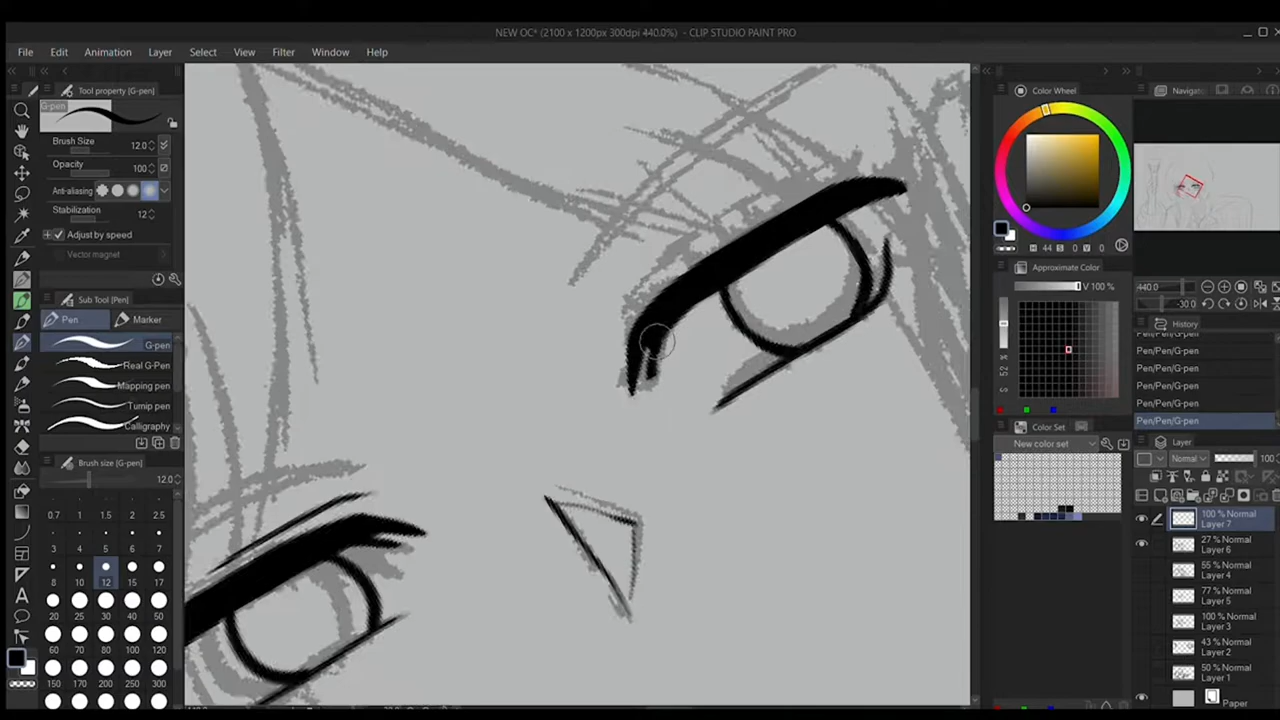 NEW OC* (2100 x 1200px 300dpi 440.0%) - CLIP STUDIO PAINT PRO
File Edit Animation Layer Select View Filter Window Help
Tool property [G-pen]
G-pen
Brush Size 12.0
Opacity 100
Anti-aliasing
Stabilization 12
Adjust by speed
Vector magnet
Sub Tool [Pen]
Pen Marker
G-pen
Real G-Pen
Mapping pen
Turnip pen
Calligraphy
Brush size [G-pen]
12.0
0.7 1 1.5 2 2.5
3 4 5 6 7
8 10 12 15 17
20 25 30 40 50
60 70 80 100 120
150 170 200 250 300
Color Wheel
H 44 S 0 V 0
Approximate Color
V 100 %
52
Color Set
New color set
Navigat
440.0
-30.0
History
Pen/Pen/G-pen
Pen/Pen/G-pen
Pen/Pen/G-pen
Pen/Pen/G-pen
Pen/Pen/G-pen
Pen/Pen/G-pen
Layer
Normal 100
100 % Normal
Layer 7
27 % Normal
Layer 6
55 % Normal
Layer 4
77 % Normal
Layer 5
100 % Normal
Layer 3
43 % Normal
Layer 2
50 % Normal
Layer 1
Paper